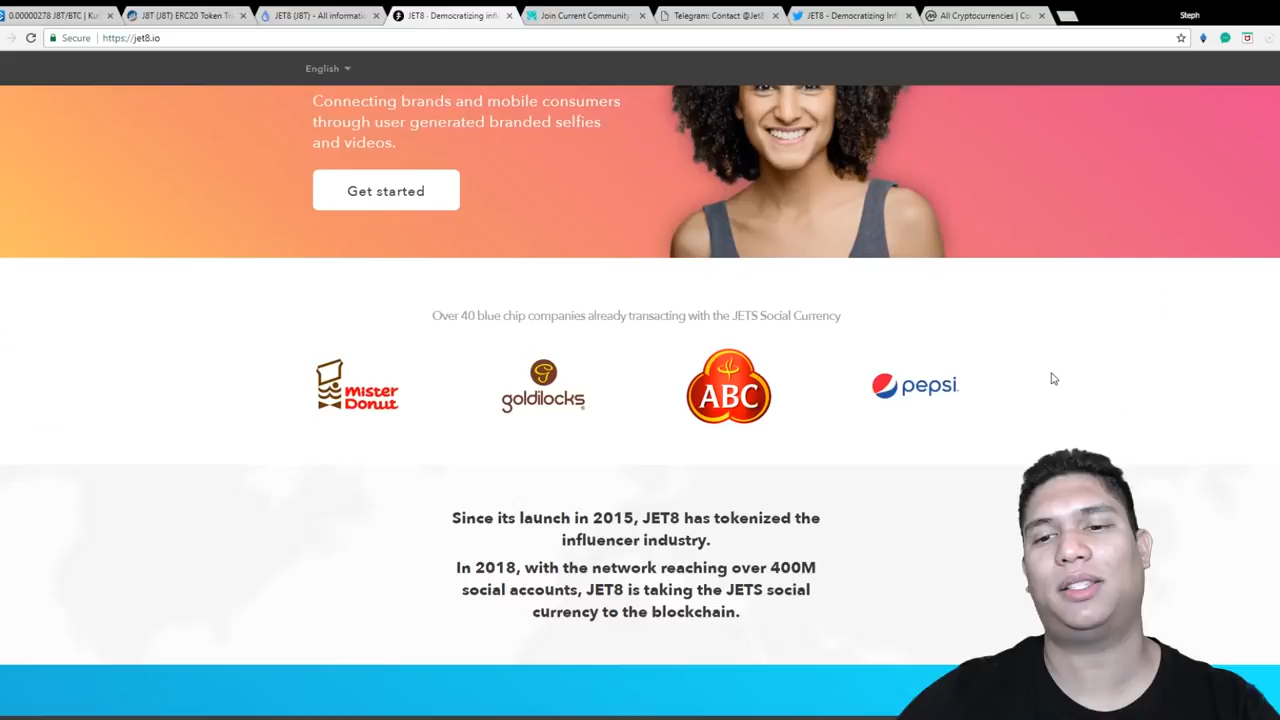 0.00000278 J8T/BTC | Ku
J8T (J8T) ERC20 Token Tr
JET8 (J8T) - All informati
JET8 - Democratizing infl
Join Current Community
Telegram: Contact @Jet8
JET8 - Democratizing Inf
All Cryptocurrencies | Co
Steph
Secure
https://jet8.io
English
Connecting brands and mobile consumers
through user generated branded selfies
and videos.
Get started
Over 40 blue chip companies already transacting with the JETS Social Currency
mister
Donut
goldilocks
ABC
pepsi
Since its launch in 2015, JET8 has tokenized the
influencer industry.
In 2018, with the network reaching over 400M
social accounts, JET8 is taking the JETS social
currency to the blockchain.